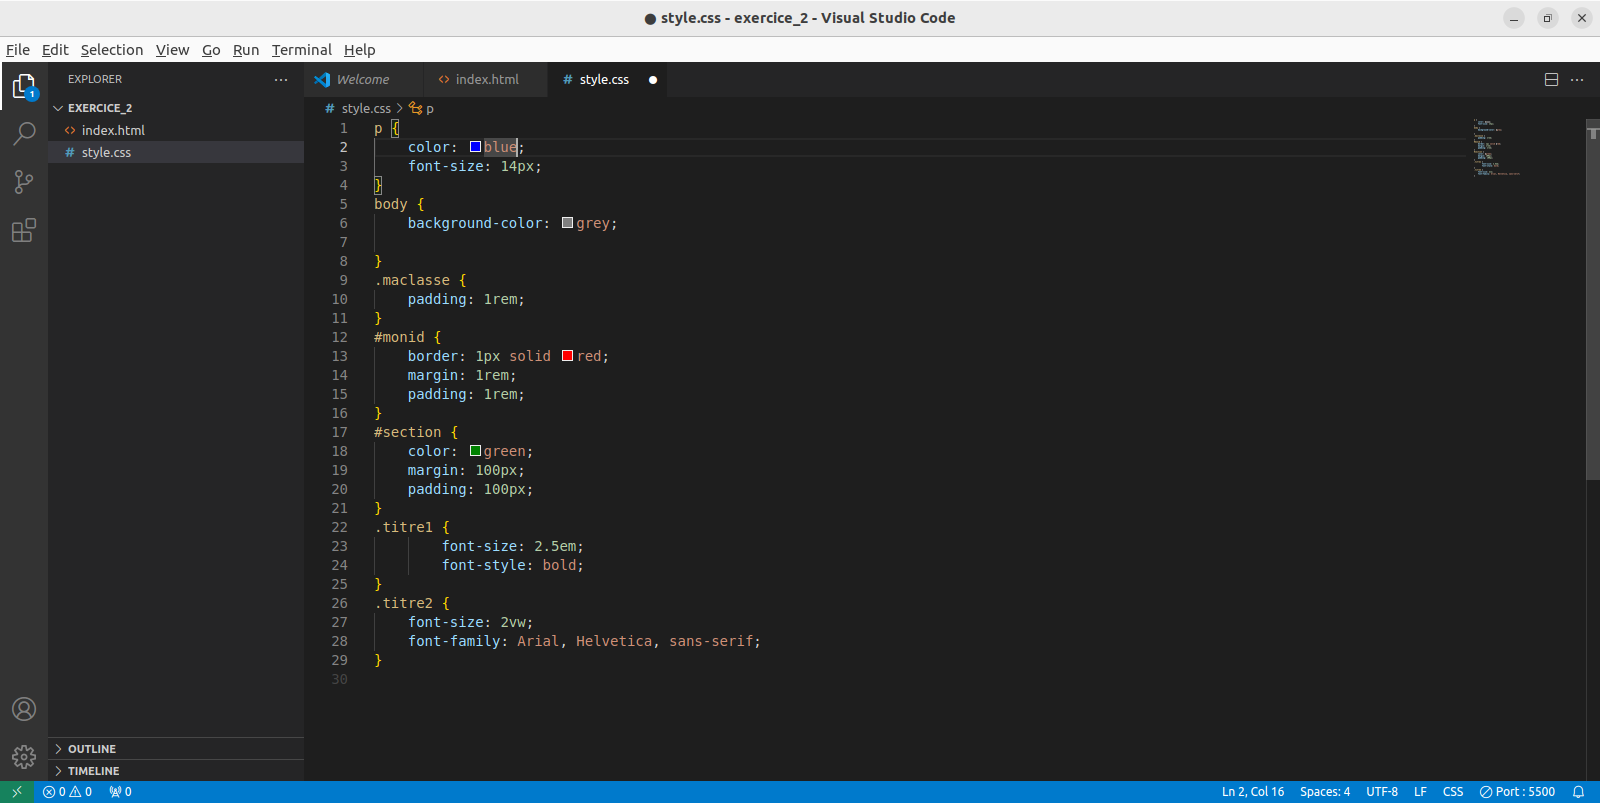 ● style.css - exercice_2 - Visual Studio Code
File Edit Selection View Go Run Terminal Help
EXPLORER
Welcome
index.html
style.css
EXERCICE_2
index.html
style.css
1
style.css > p
1 p {
2 color: blue;
3 font-size: 14px;
4 }
5 body {
6 background-color: grey;
7
8 }
9 .maclasse {
10 padding: 1rem;
11 }
12 #monid {
13 border: 1px solid red;
14 margin: 1rem;
15 padding: 1rem;
16 }
17 #section {
18 color: green;
19 margin: 100px;
20 padding: 100px;
21 }
22 .titre1 {
23 font-size: 2.5em;
24 font-style: bold;
25 }
26 .titre2 {
27 font-size: 2vw;
28 font-family: Arial, Helvetica, sans-serif;
29 }
30
OUTLINE
TIMELINE
0 0 0 Ln 2, Col 16 Spaces: 4 UTF-8 LF CSS Port : 5500